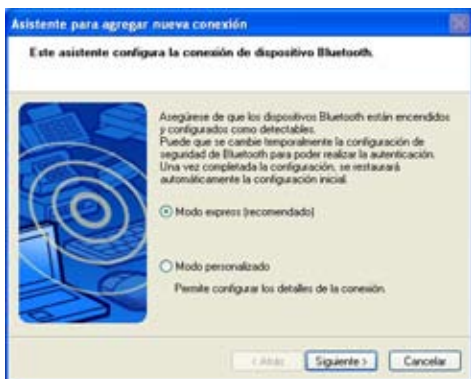 Asistente para agregar nueva conexión
Este asistente configura la conexión de dispositivo Bluetooth.
Asegúrese de que los dispositivos Bluetooth están encendidos
y configurados como detectables.
Puede que se cambie temporalmente la configuración de
seguridad de Bluetooth para poder realizar la autenticación.
Una vez completada la configuración, se restaurará
automáticamente la configuración inicial.
Modo express (recomendado)
Modo personalizado
Permite configurar los detalles de la conexión.
< Atrás Siguiente > Cancelar